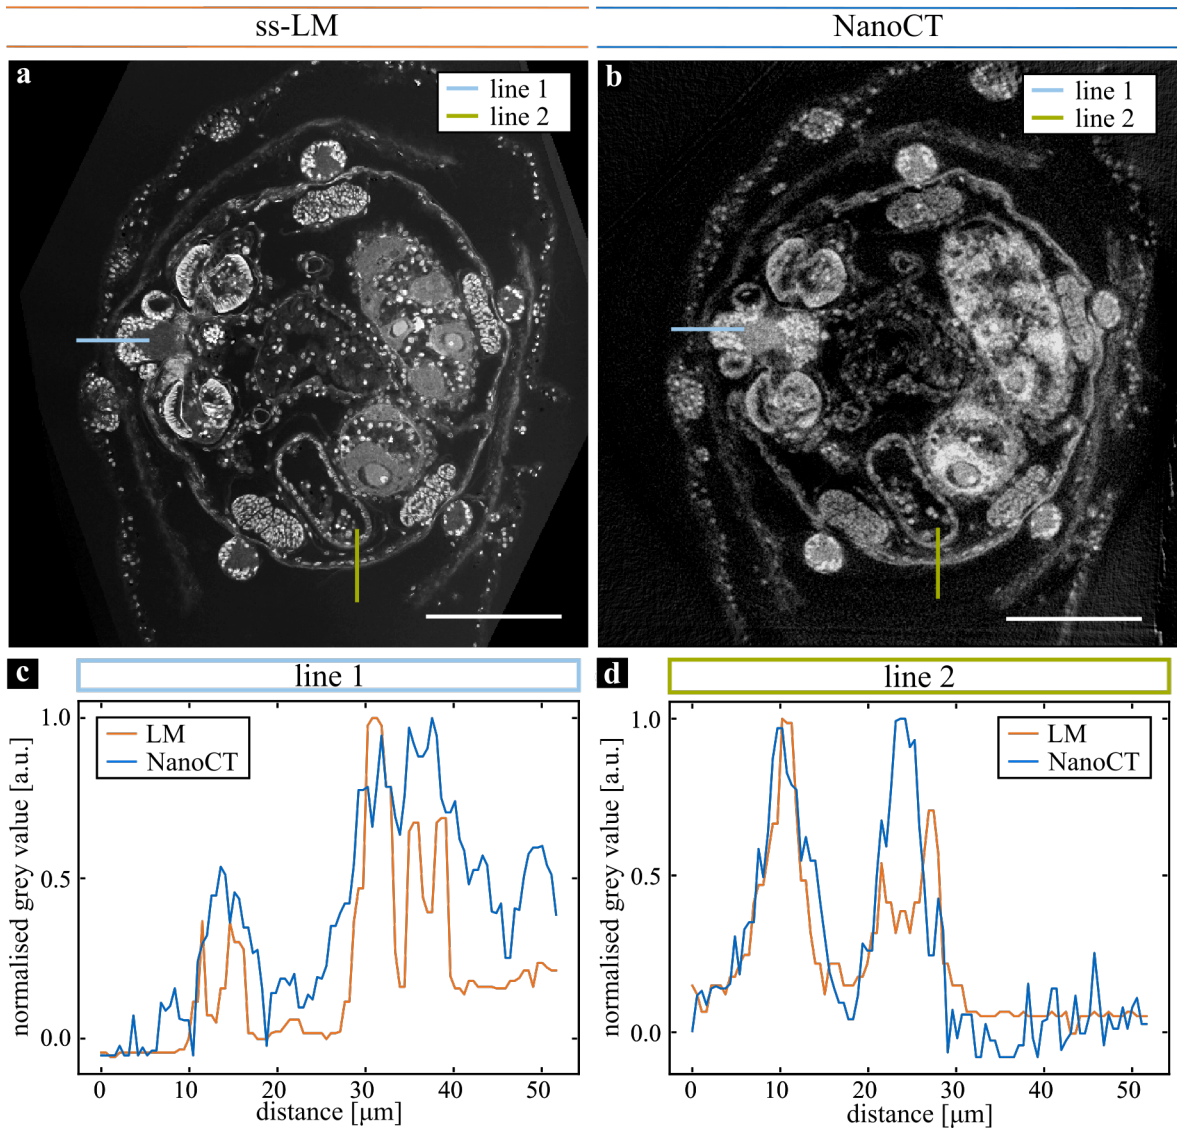 ss-LM
NanoCT
a
line 1
line 2
b
line 1
line 2
c
line 1
LM
NanoCT
normalised grey value [a.u.]
1.0
0.5
0.0
0 10 20 30 40 50
distance [μm]
d
line 2
LM
NanoCT
normalised grey value [a.u.]
1.0
0.5
0.0
0 10 20 30 40 50
distance [μm]